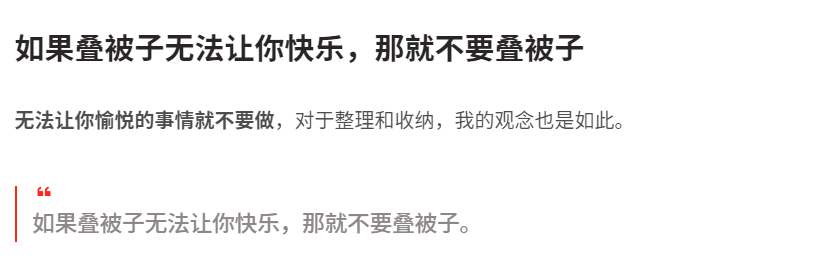 如果叠被子无法让你快乐，那就不要叠被子
无法让你愉悦的事情就不要做，对于整理和收纳，我的观念也是如此。
❝
如果叠被子无法让你快乐，那就不要叠被子。